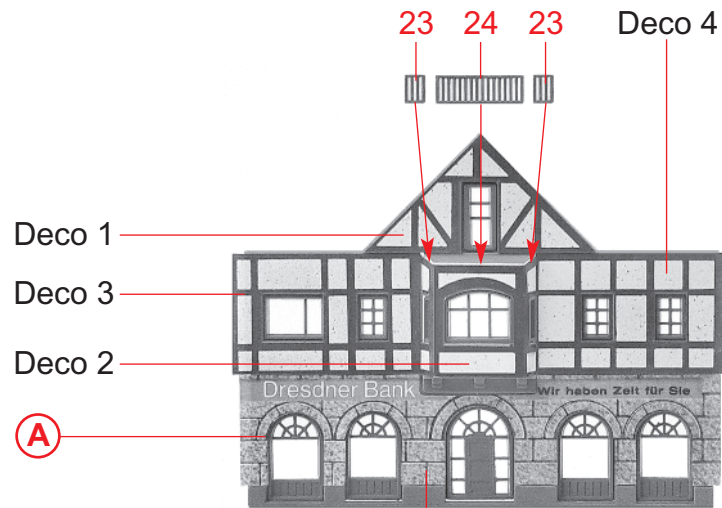 23 24 23 Deco 4
Deco 1
Deco 3
Deco 2
Dresdner Bank Wir haben Zeit für Sie
A